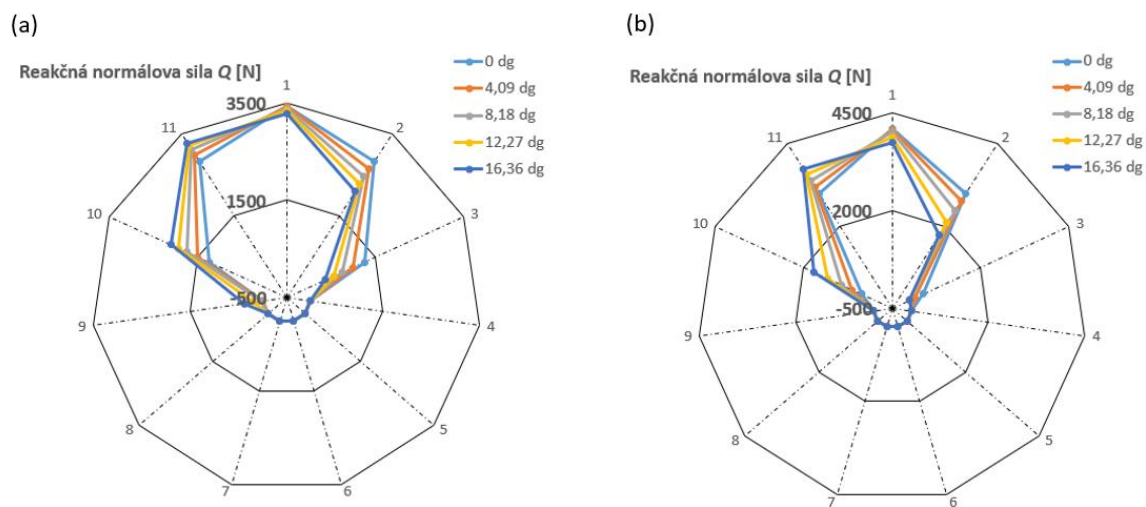 (a)
Reakčná normálova sila Q [N]
0 dg
4,09 dg
8,18 dg
12,27 dg
16,36 dg
1
3500
11
2
1500
10
3
-500
9
4
8
5
7
6
(b)
Reakčná normálova sila Q [N]
0 dg
4,09 dg
8,18 dg
12,27 dg
16,36 dg
1
4500
11
2
2000
10
3
-500
9
4
8
5
7
6